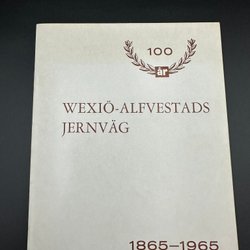 100
år
WEXIÖ-ALFVESTADS
JERNVÄG
1865–1965